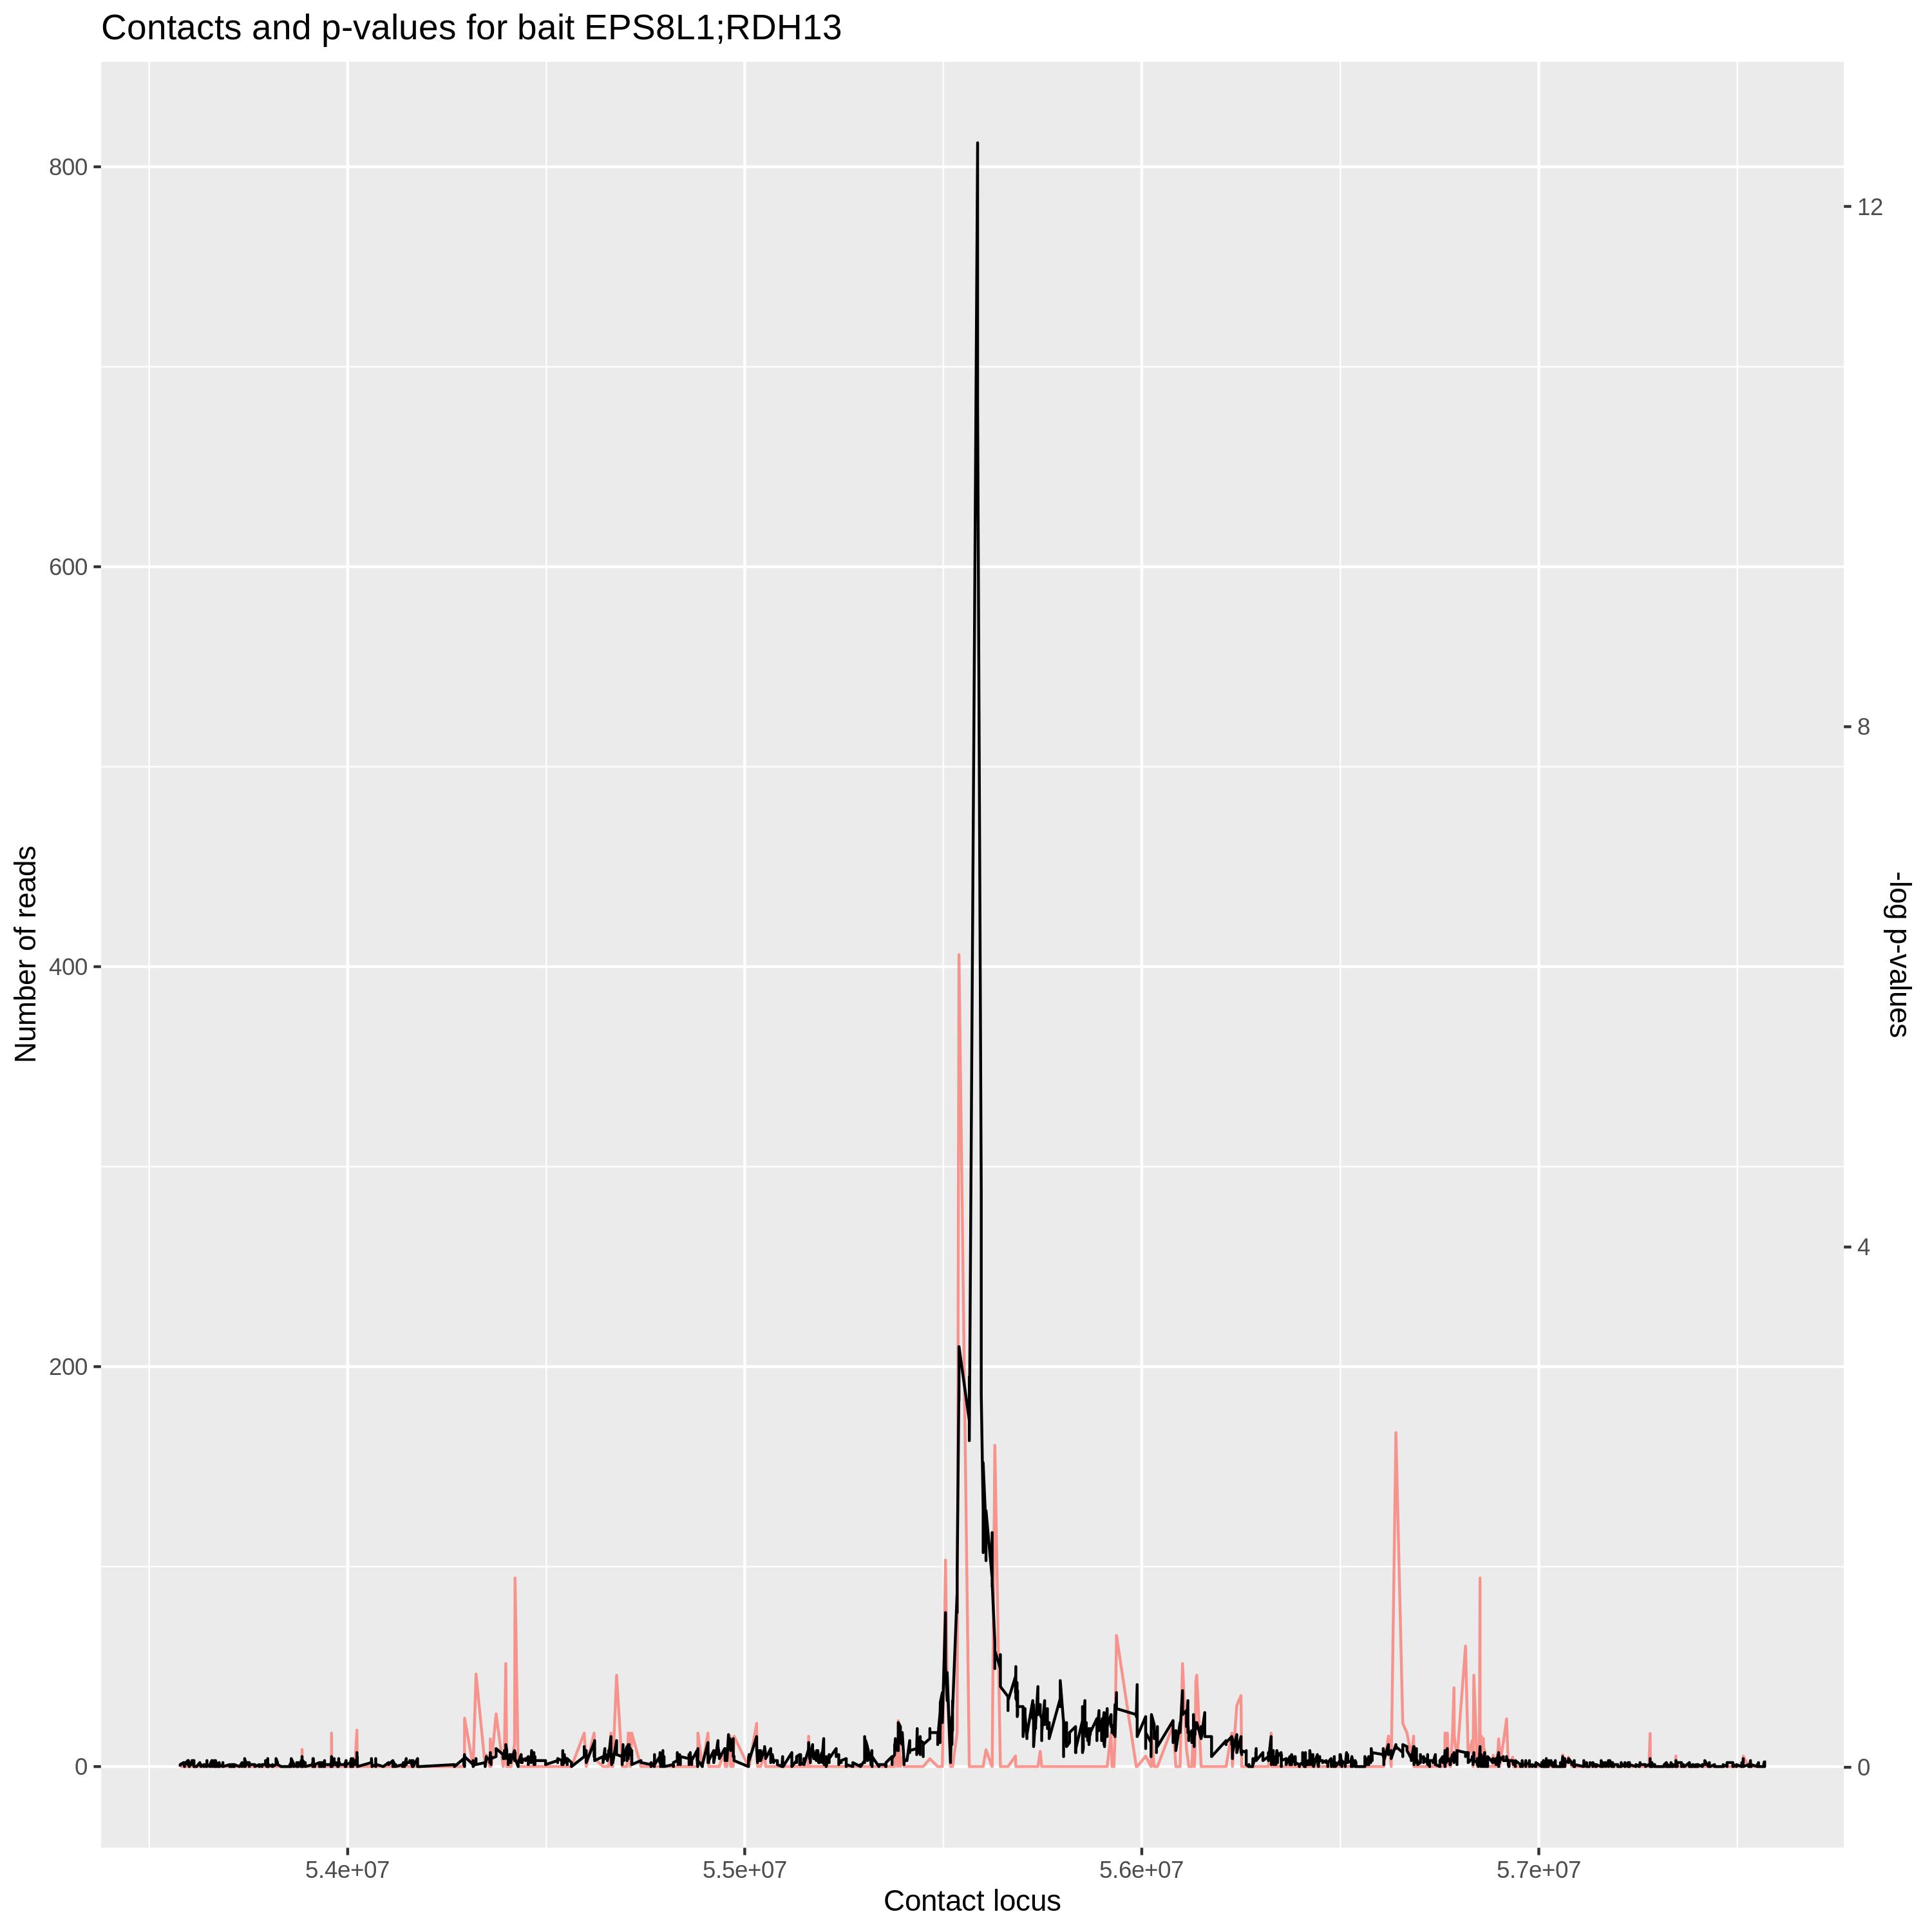 Contacts and p-values for bait EPS8L1;RDH13
800
600
400
200
0
Number of reads
12
8
4
0
-log p-values
5.4e+07
5.5e+07
5.6e+07
5.7e+07
Contact locus